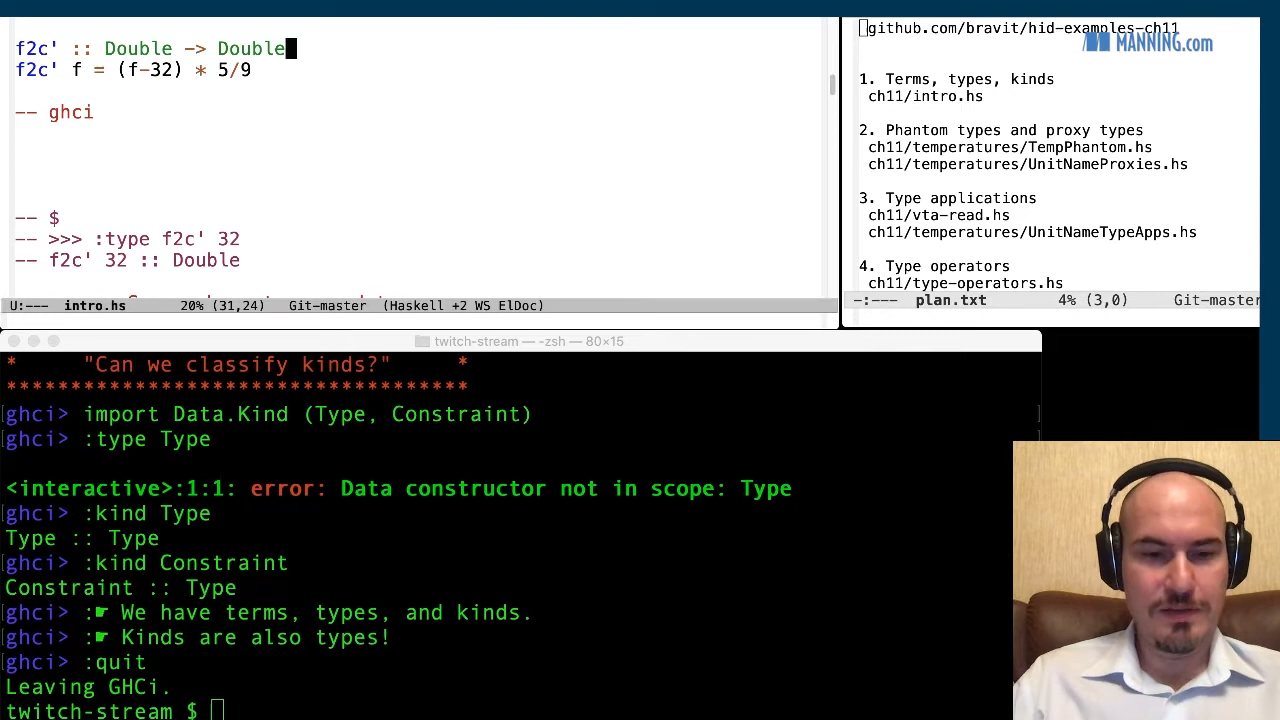 f2c' :: Double -> Double
f2c' f = (f-32) * 5/9
-- ghci
-- $
-- >>> :type f2c' 32
-- f2c' 32 :: Double
U:--- intro.hs 20% (31,24) Git-master (Haskell +2 WS ElDoc)
github.com/bravit/hid-examples-ch11
MANNING.com
1. Terms, types, kinds
ch11/intro.hs
2. Phantom types and proxy types
ch11/temperatures/TempPhantom.hs
ch11/temperatures/UnitNameProxies.hs
3. Type applications
ch11/vta-read.hs
ch11/temperatures/UnitNameTypeApps.hs
4. Type operators
ch11/type-operators.hs
-:--- plan.txt 4% (3,0) Git-master
twitch-stream — -zsh — 80×15
* "Can we classify kinds?" *
************************************
ghci> import Data.Kind (Type, Constraint)
ghci> :type Type
<interactive>:1:1: error: Data constructor not in scope: Type
ghci> :kind Type
Type :: Type
ghci> :kind Constraint
Constraint :: Type
ghci> :☛ We have terms, types, and kinds.
ghci> :☛ Kinds are also types!
ghci> :quit
Leaving GHCi.
twitch-stream $